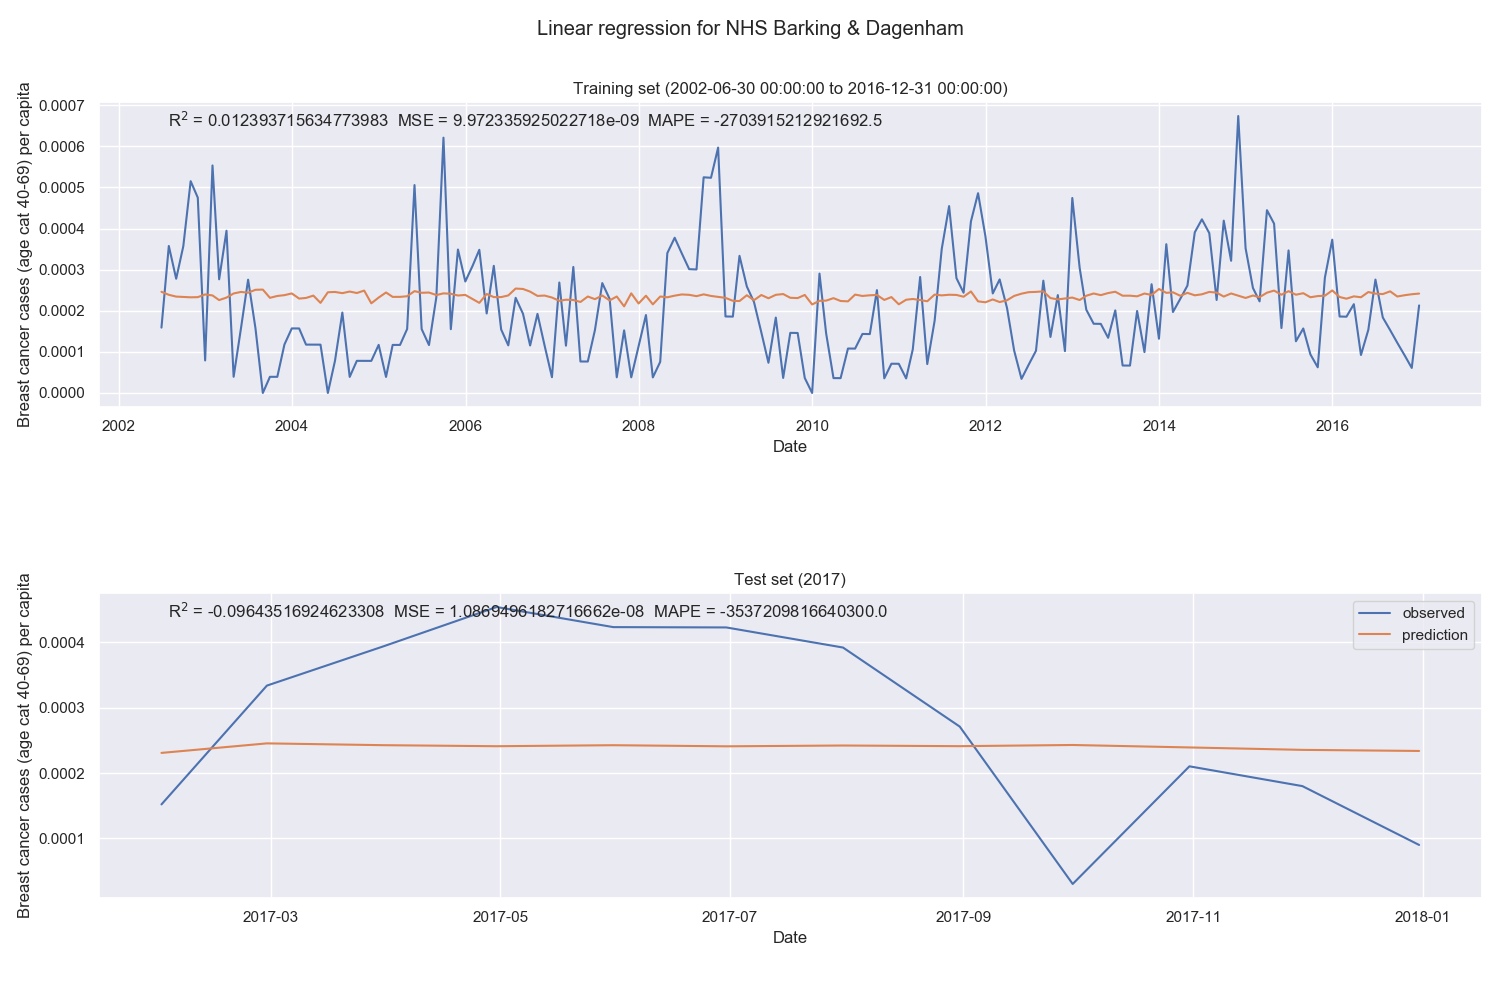 Linear regression for NHS Barking & Dagenham
Training set (2002-06-30 00:00:00 to 2016-12-31 00:00:00)
R² = 0.012393715634773983 MSE = 9.972335925022718e-09 MAPE = -2703915212921692.5
Breast cancer cases (age cat 40-69) per capita
0.0007
0.0006
0.0005
0.0004
0.0003
0.0002
0.0001
0.0000
2002 2004 2006 2008 2010 2012 2014 2016
Date
Test set (2017)
R² = -0.09643516924623308 MSE = 1.0869496182716662e-08 MAPE = -3537209816640300.0
observed
prediction
Breast cancer cases (age cat 40-69) per capita
0.0004
0.0003
0.0002
0.0001
2017-03 2017-05 2017-07 2017-09 2017-11 2018-01
Date